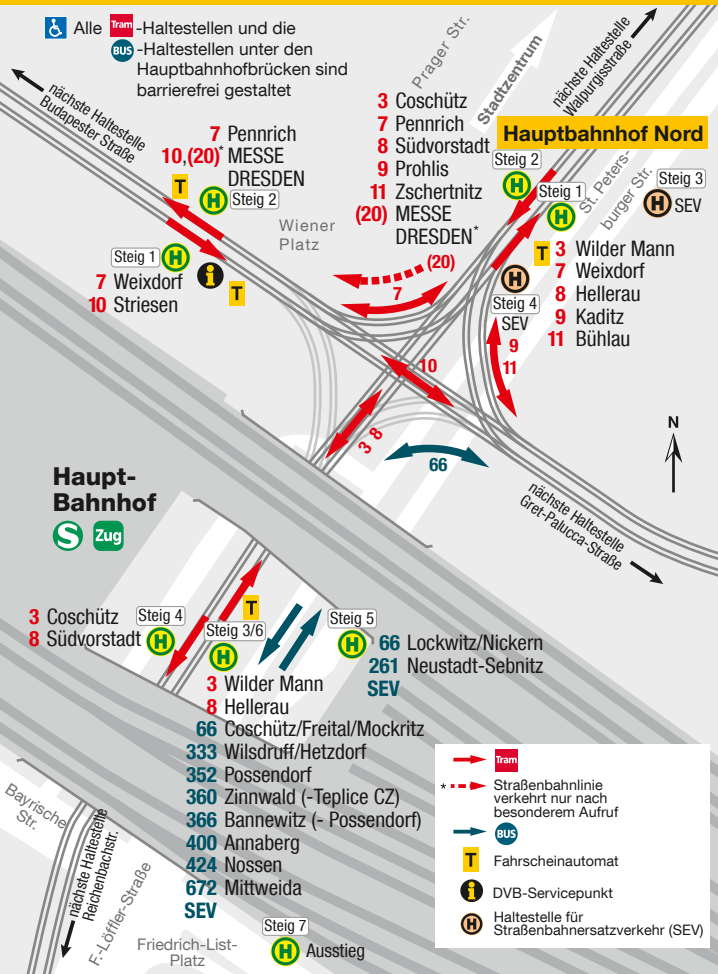 Alle Tram-Haltestellen und die
BUS-Haltestellen unter den
Hauptbahnhofbrücken sind
barrierefrei gestaltet
nächste Haltestelle
Budapester Straße
Prager Str.
Stadtzentrum
nächste Haltestelle
Walpurgisstraße
Hauptbahnhof Nord
7 Pennrich
10,(20)* MESSE
DRESDEN
T
H
Steig 2
3 Coschütz
7 Pennrich
8 Südvorstadt
9 Prohlis
11 Zschertnitz
(20) MESSE
DRESDEN*
Steig 2
H
Steig 1
H
St. Peters-
burger Str.
Steig 3
H SEV
Wiener
Platz
Steig 1 H
7 Weixdorf
10 Striesen
i
T
(20)
7
T
H
Steig 4
SEV
3 Wilder Mann
7 Weixdorf
8 Hellerau
9 Kaditz
11 Bühlau
9
11
10
3 8
66
N
Haupt-
Bahnhof
S Zug
nächste Haltestelle
Gret-Palucca-Straße
3 Coschütz
8 Südvorstadt
Steig 4
H
T
Steig 3/6
H
Steig 5
H
66 Lockwitz/Nickern
261 Neustadt-Sebnitz
SEV
3 Wilder Mann
8 Hellerau
66 Coschütz/Freital/Mockritz
333 Wilsdruff/Hetzdorf
352 Possendorf
360 Zinnwald (-Teplice CZ)
366 Bannewitz (- Possendorf)
400 Annaberg
424 Nossen
672 Mittweida
SEV
Bayrische
Str.
nächste Haltestelle
Reichenbachstr.
F.-Löffler-Straße
Friedrich-List-
Platz
Steig 7
H Ausstieg
Tram
* Straßenbahnlinie
verkehrt nur nach
besonderem Aufruf
BUS
T Fahrscheinautomat
i DVB-Servicepunkt
H Haltestelle für
Straßenbahnersatzverkehr (SEV)